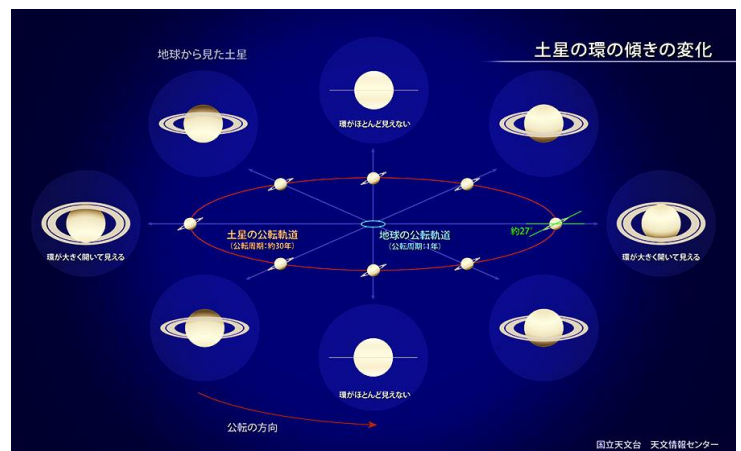 土星の環の傾きの変化
地球から見た土星
環がほとんど見えない
約27°
土星の公転軌道
(公転周期:約30年)
地球の公転軌道
(公転周期:1年)
環が大きく開いて見える
環が大きく開いて見える
環がほとんど見えない
公転の方向
国立天文台 天文情報センター